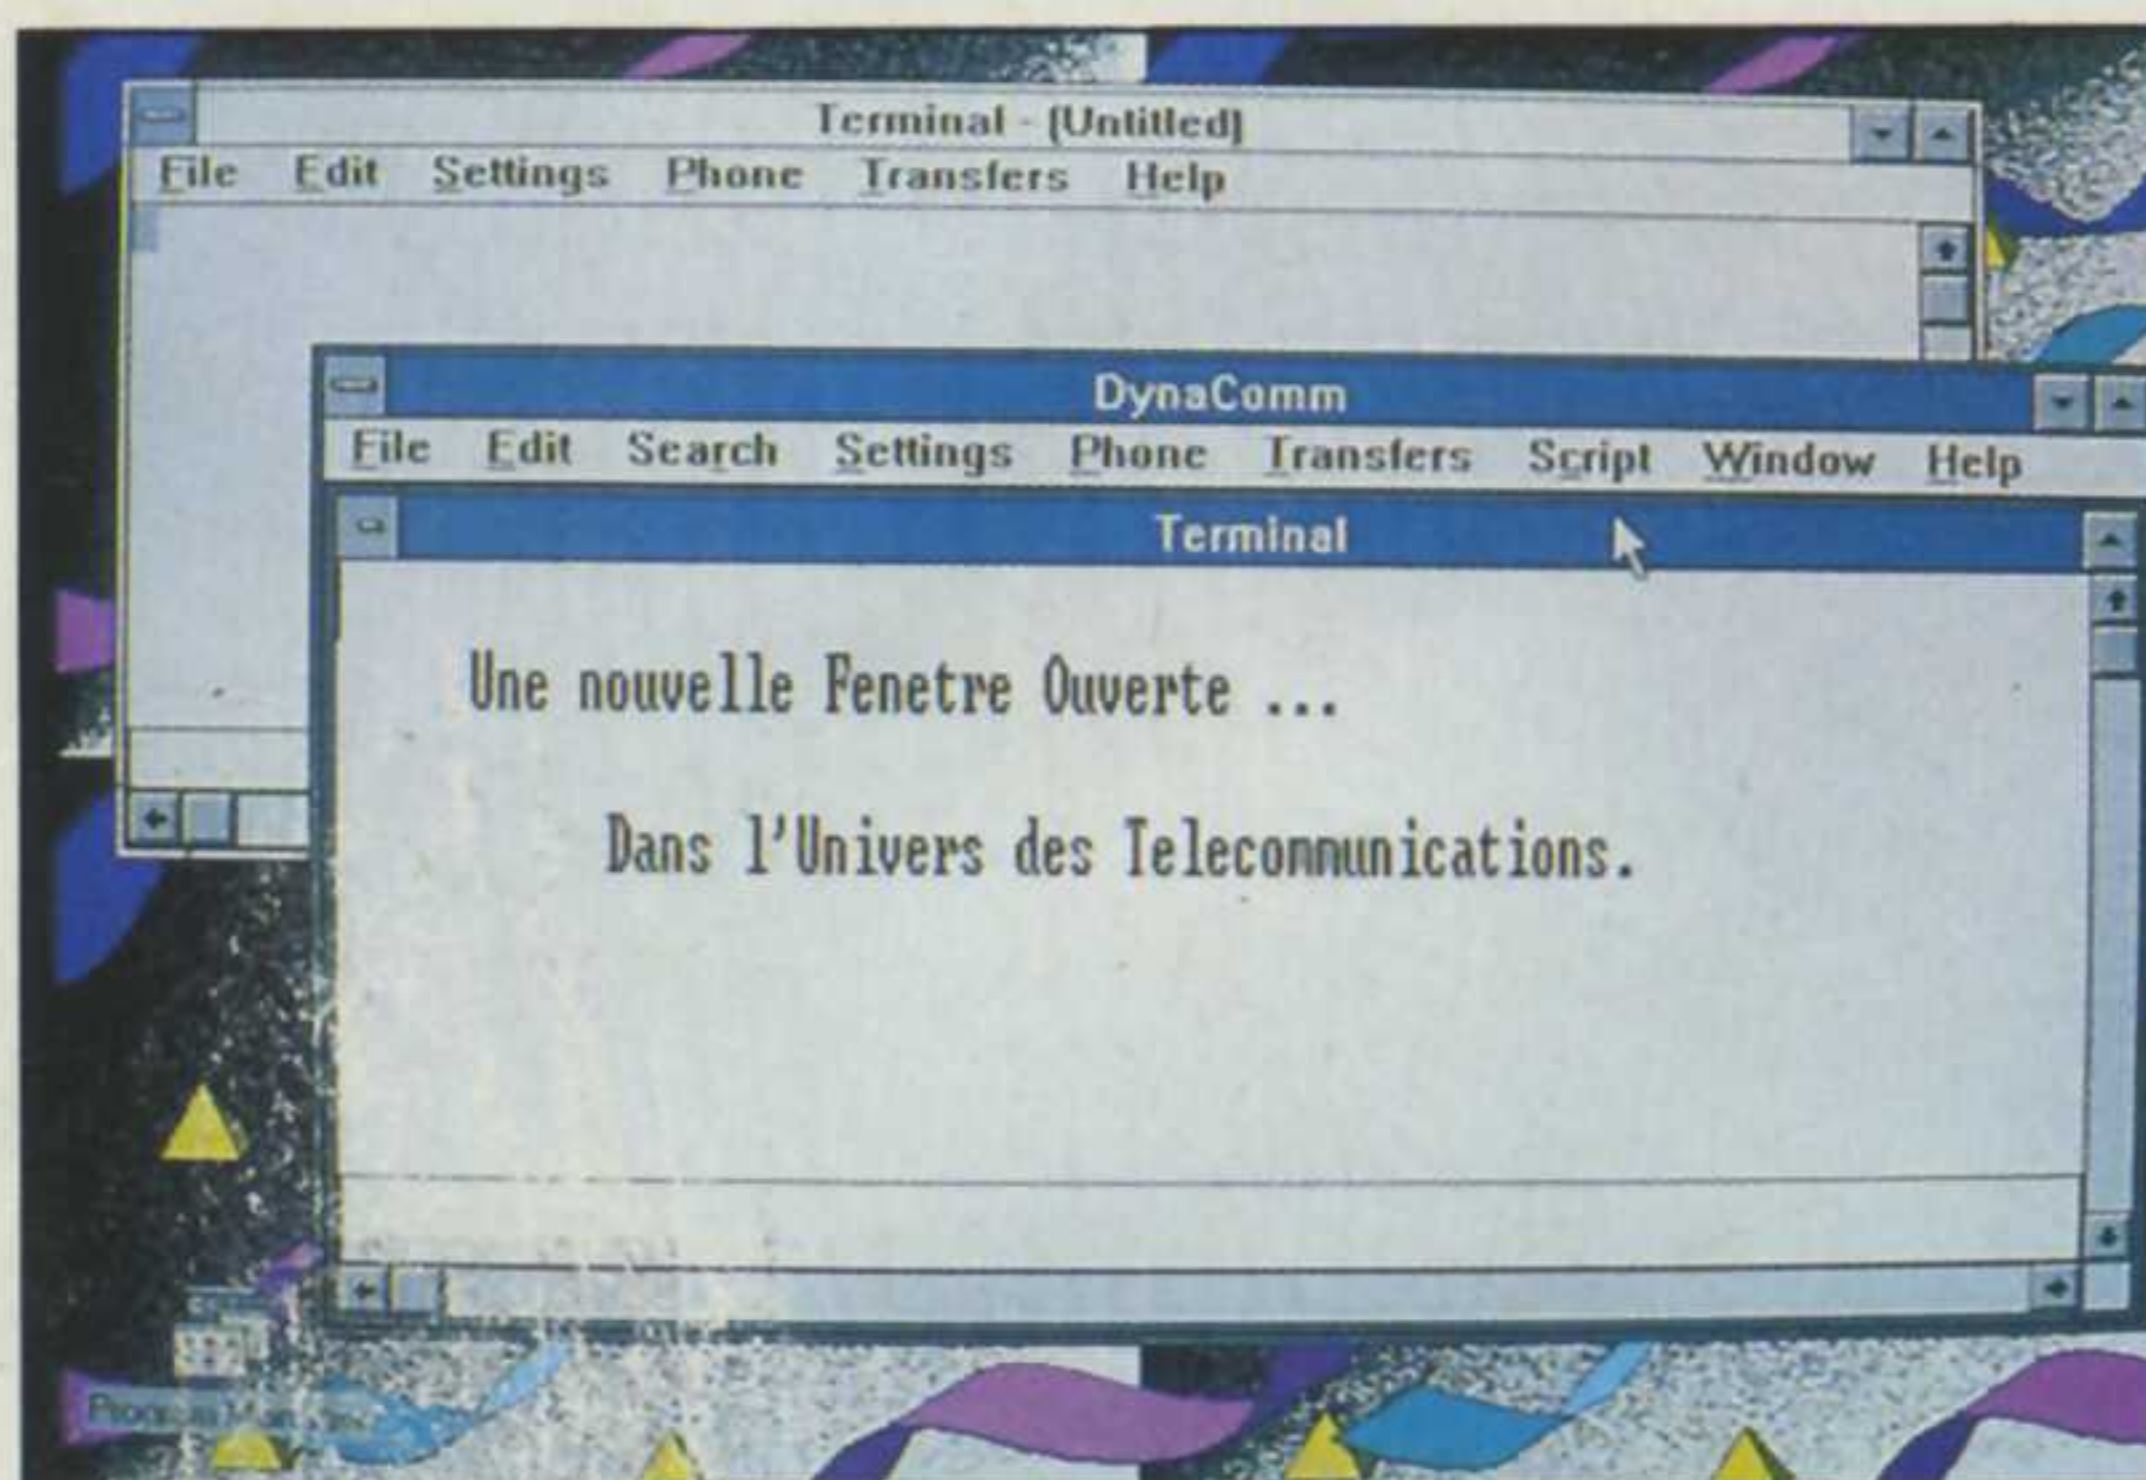 Terminal - (Untitled)
File Edit Settings Phone Transfers Help
DynaComm
File Edit Search Settings Phone Transfers Script Window Help
Terminal
Une nouvelle Fenetre Ouverte ...
Dans l'Univers des Telecommunications.